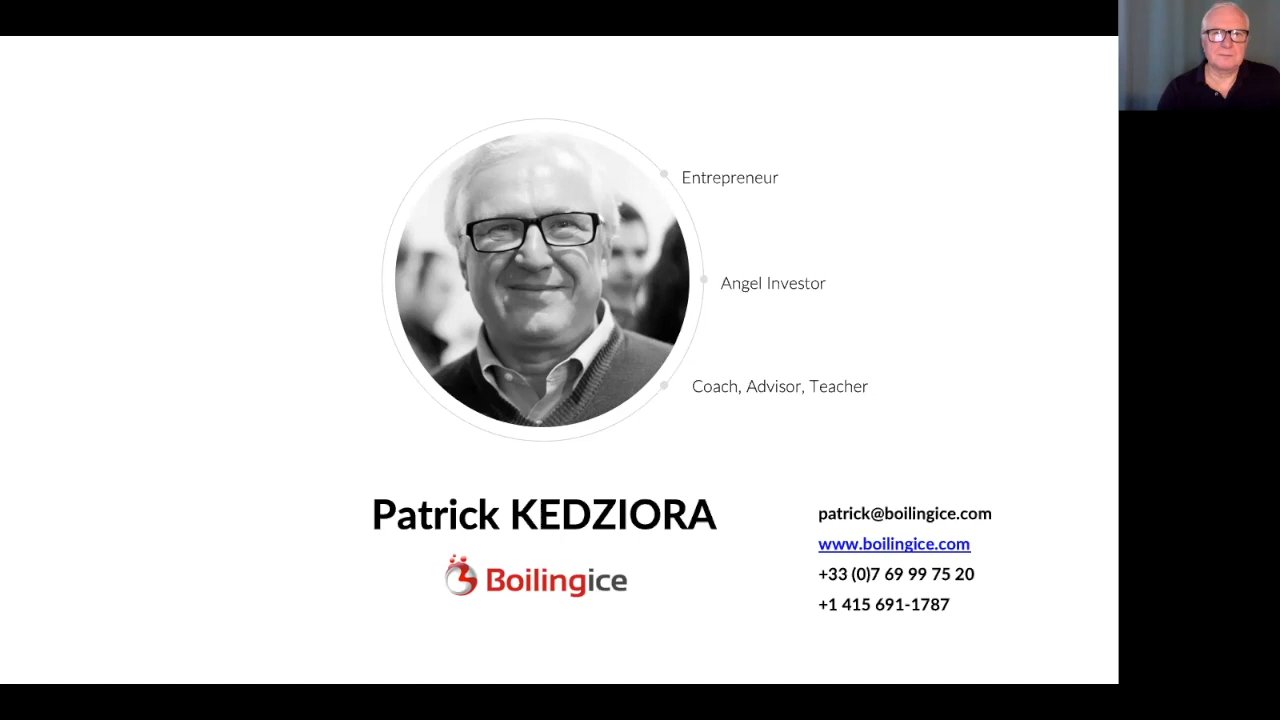 Entrepreneur
Angel Investor
Coach, Advisor, Teacher
Patrick KEDZIORA
Boilingice
patrick@boilingice.com
www.boilingice.com
+33 (0)7 69 99 75 20
+1 415 691-1787